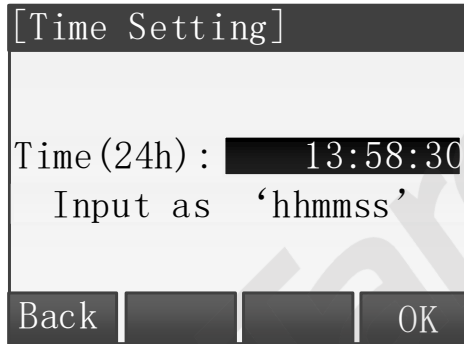 [Time Setting]
Time(24h): 13:58:30
Input as ‘hhmmss’
Back OK